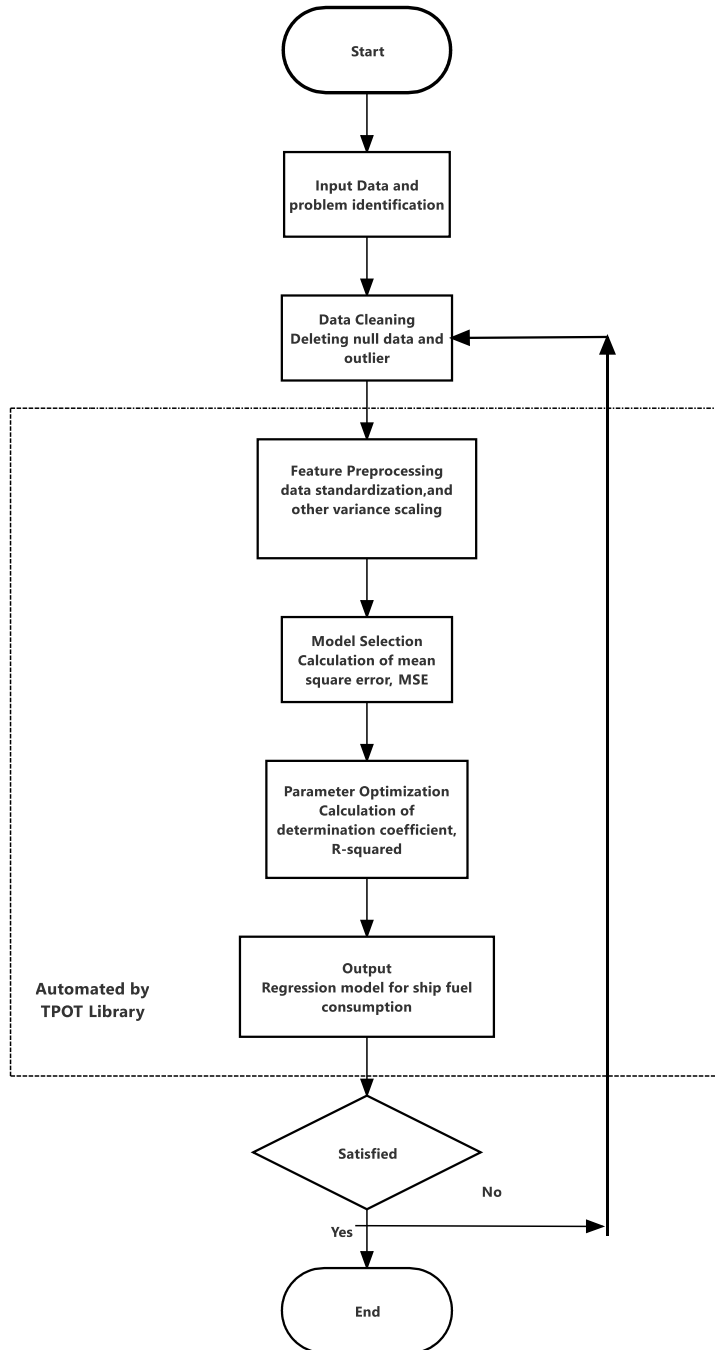 Start
Input Data and
problem identification
Data Cleaning
Deleting null data and
outlier
Feature Preprocessing
data standardization,and
other variance scaling
Model Selection
Calculation of mean
square error, MSE
Parameter Optimization
Calculation of
determination coefficient,
R-squared
Output
Regression model for ship fuel
consumption
Automated by
TPOT Library
Satisfied
No
Yes
End